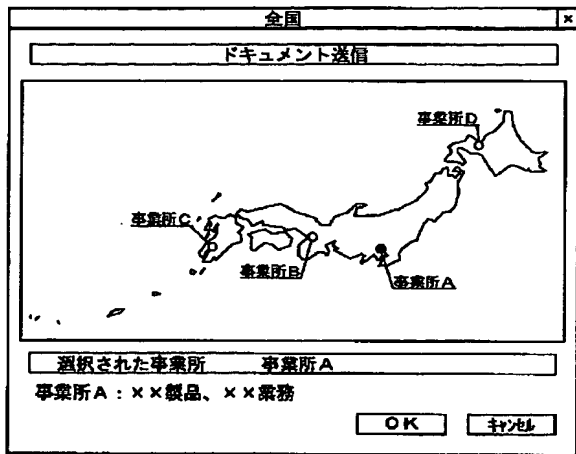 全国 ×
ドキュメント送信
事業所D
事業所C
事業所B
事業所A
選択された事業所 事業所A
事業所A：××製品、××業務
OK キャンセル